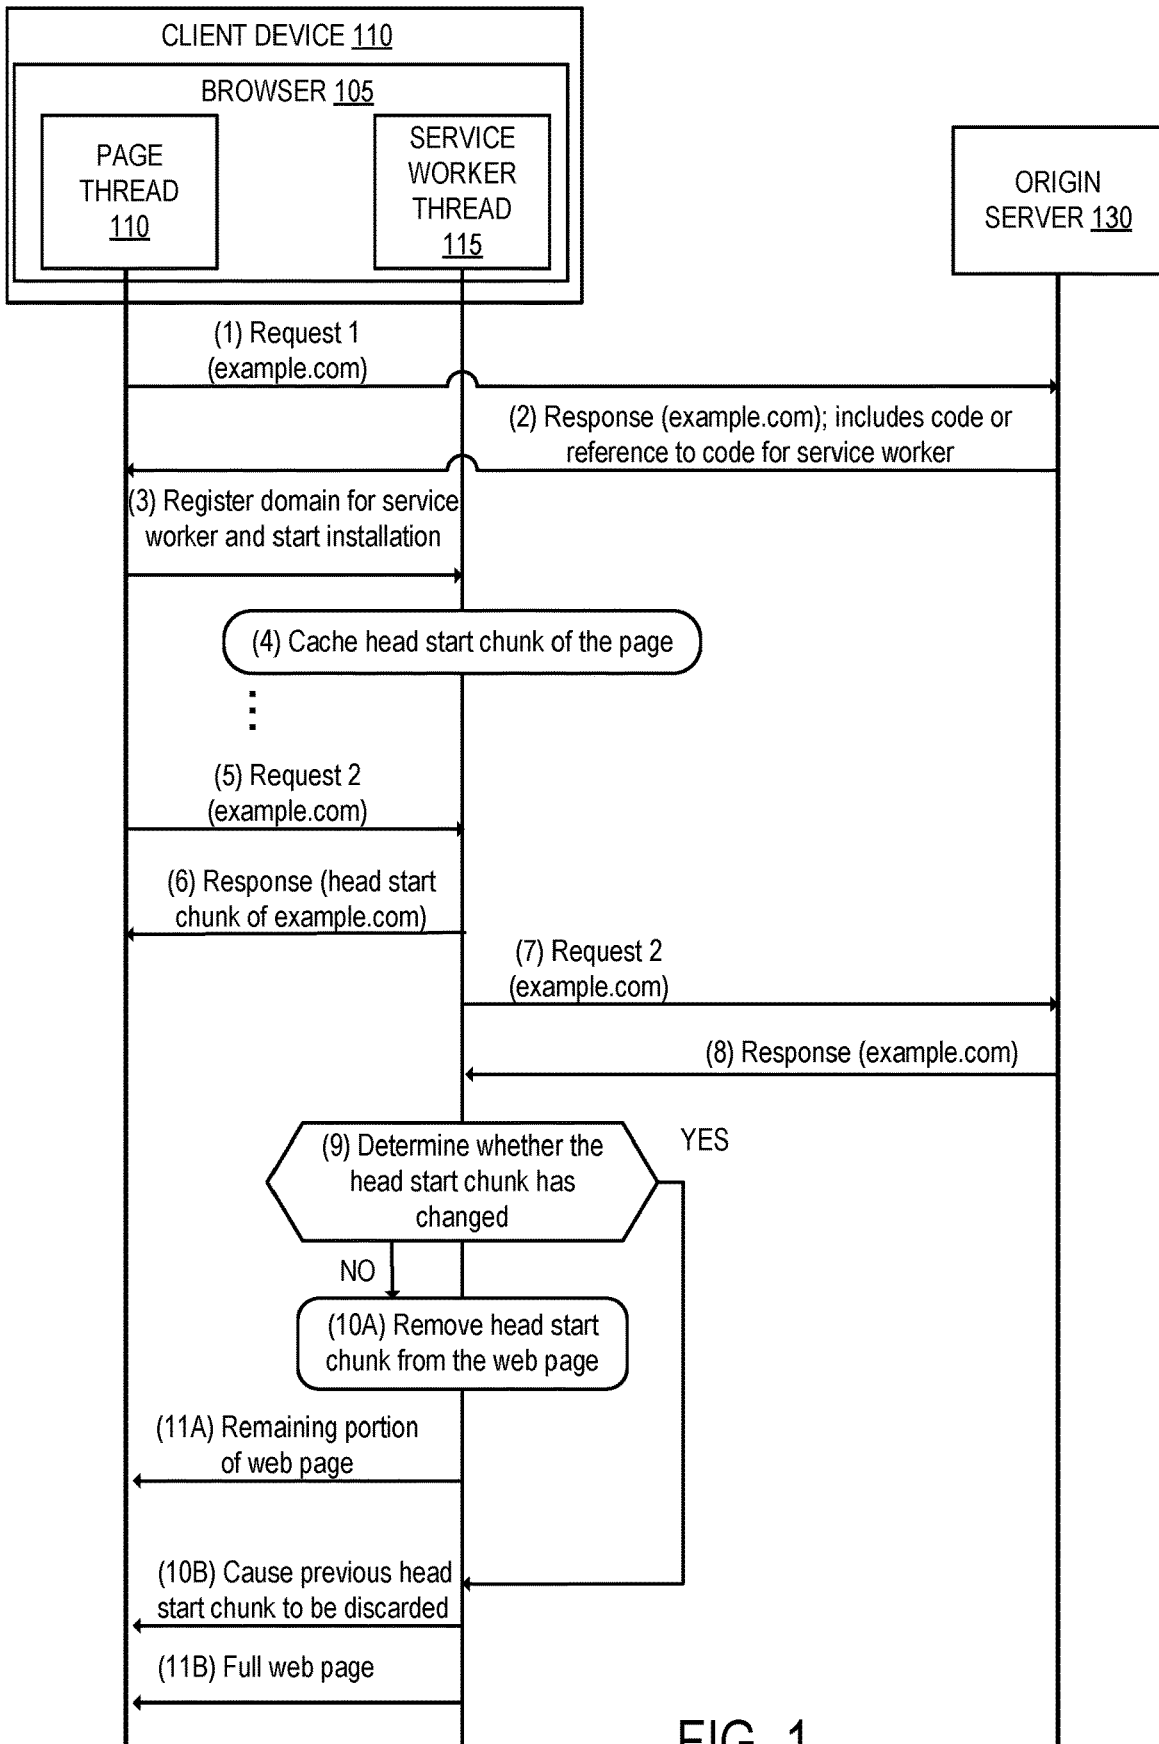 CLIENT DEVICE 110
BROWSER 105
PAGE
THREAD
110
SERVICE
WORKER
THREAD
115
ORIGIN
SERVER 130
(1) Request 1
(example.com)
(2) Response (example.com); includes code or
reference to code for service worker
(3) Register domain for service
worker and start installation
(4) Cache head start chunk of the page
(5) Request 2
(example.com)
(6) Response (head start
chunk of example.com)
(7) Request 2
(example.com)
(8) Response (example.com)
(9) Determine whether the
head start chunk has
changed
YES
NO
(10A) Remove head start
chunk from the web page
(11A) Remaining portion
of web page
(10B) Cause previous head
start chunk to be discarded
(11B) Full web page
FIG. 1